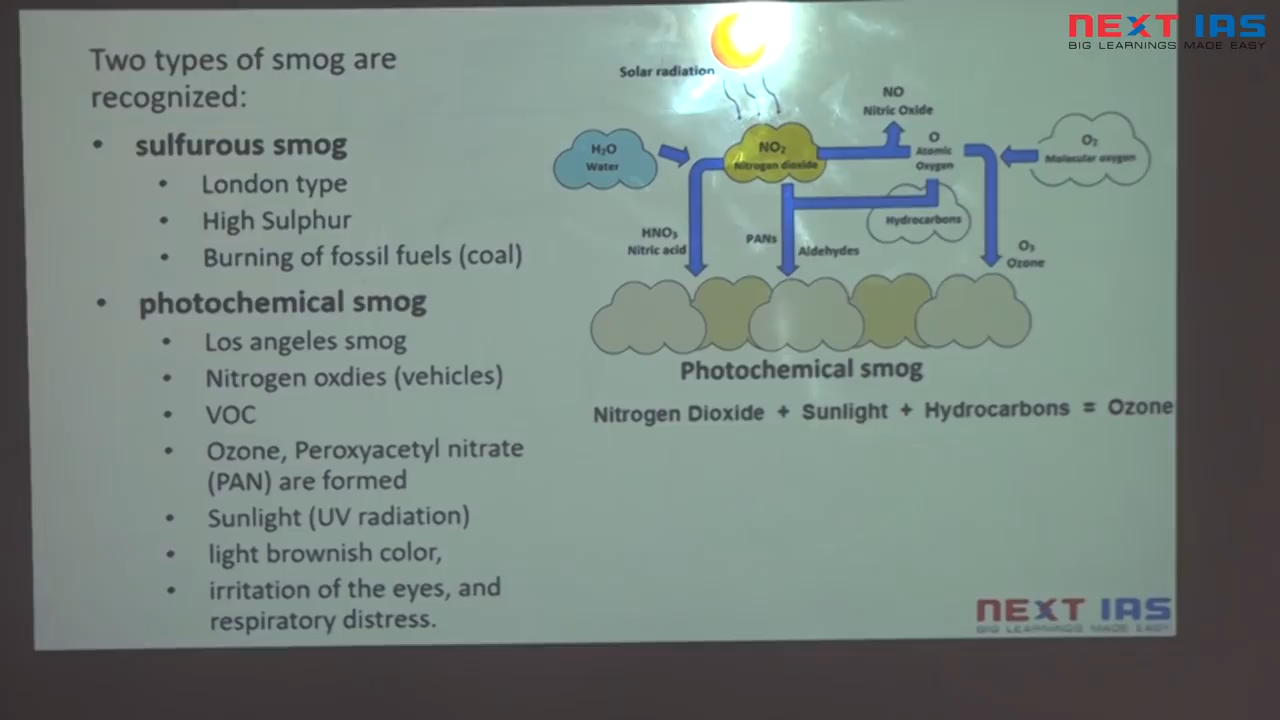 NEXT IAS
BIG LEARNINGS MADE EASY
Two types of smog are
recognized:
• sulfurous smog
• London type
• High Sulphur
• Burning of fossil fuels (coal)
• photochemical smog
• Los angeles smog
• Nitrogen oxdies (vehicles)
• VOC
• Ozone, Peroxyacetyl nitrate
(PAN) are formed
• Sunlight (UV radiation)
• light brownish color,
• irritation of the eyes, and
respiratory distress.
Solar radiation
NO
Nitric Oxide
H₂O
Water
NO₂
Nitrogen dioxide
O
Atomic
Oxygen
O₂
Molecular oxygen
Hydrocarbons
HNO₃
Nitric acid
PANs
Aldehydes
O₃
Ozone
Photochemical smog
Nitrogen Dioxide + Sunlight + Hydrocarbons = Ozone
NEXT IAS
BIG LEARNINGS MADE EASY